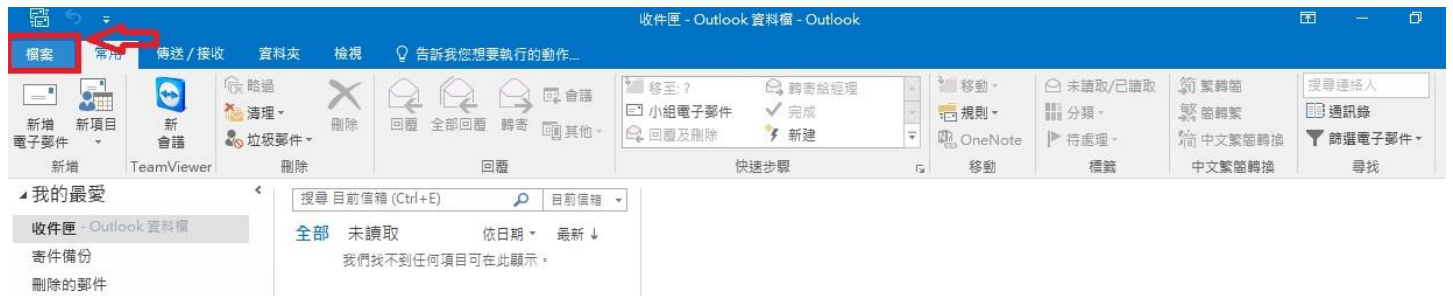 收件匣 - Outlook 資料檔 - Outlook
檔案 常用 傳送 / 接收 資料夾 檢視 告訴我您想要執行的動作...
新增
電子郵件
新項目
新增
新
會議
TeamViewer
略過
清理
垃圾郵件
刪除
刪除
回覆 全部回覆 轉寄
會議
其他
回覆
移至: ?
小組電子郵件
回覆及刪除
轉寄給經理
完成
新建
快速步驟
移動
規則
OneNote
移動
未讀取/已讀取
分類
待處理
標籤
繁轉簡
簡轉繁
中文繁簡轉換
中文繁簡轉換
搜尋連絡人
通訊錄
篩選電子郵件
尋找
我的最愛
收件匣 - Outlook 資料檔
寄件備份
刪除的郵件
搜尋 目前信箱 (Ctrl+E) 目前信箱
全部 未讀取 依日期 最新 ↓
我們找不到任何項目可在此顯示。